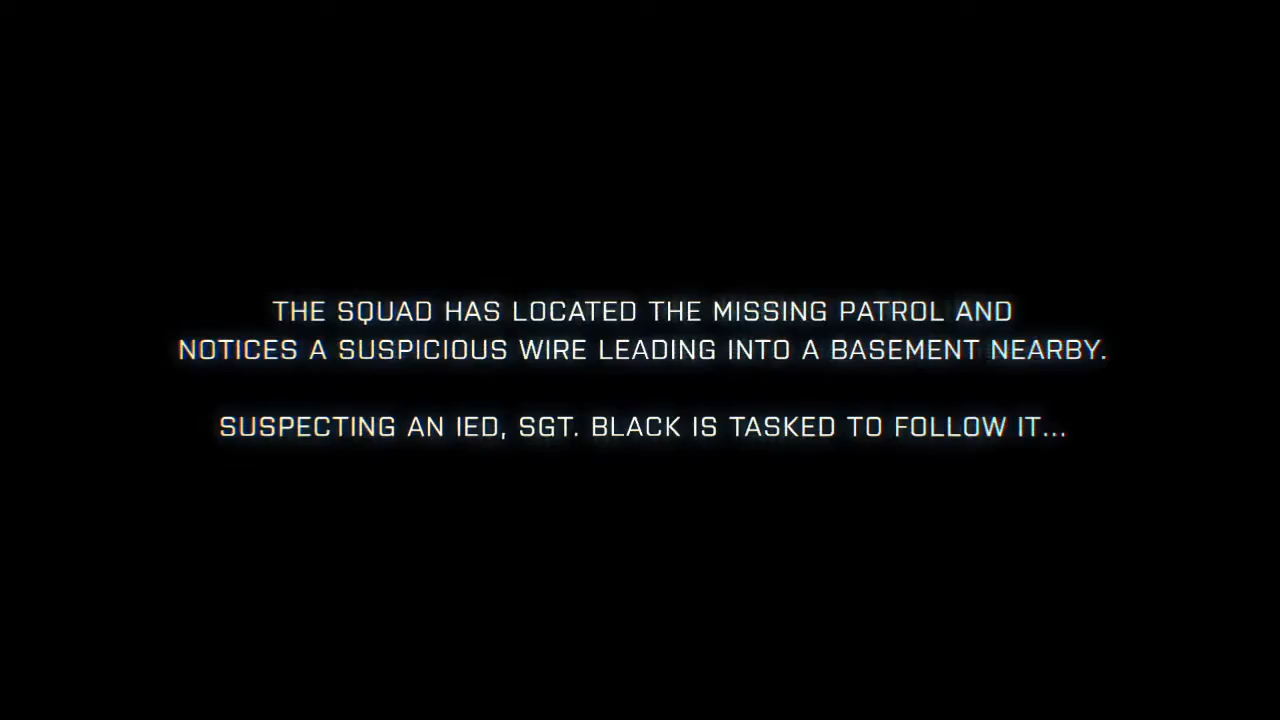 THE SQUAD HAS LOCATED THE MISSING PATROL AND
NOTICES A SUSPICIOUS WIRE LEADING INTO A BASEMENT NEARBY.
SUSPECTING AN IED, SGT. BLACK IS TASKED TO FOLLOW IT...